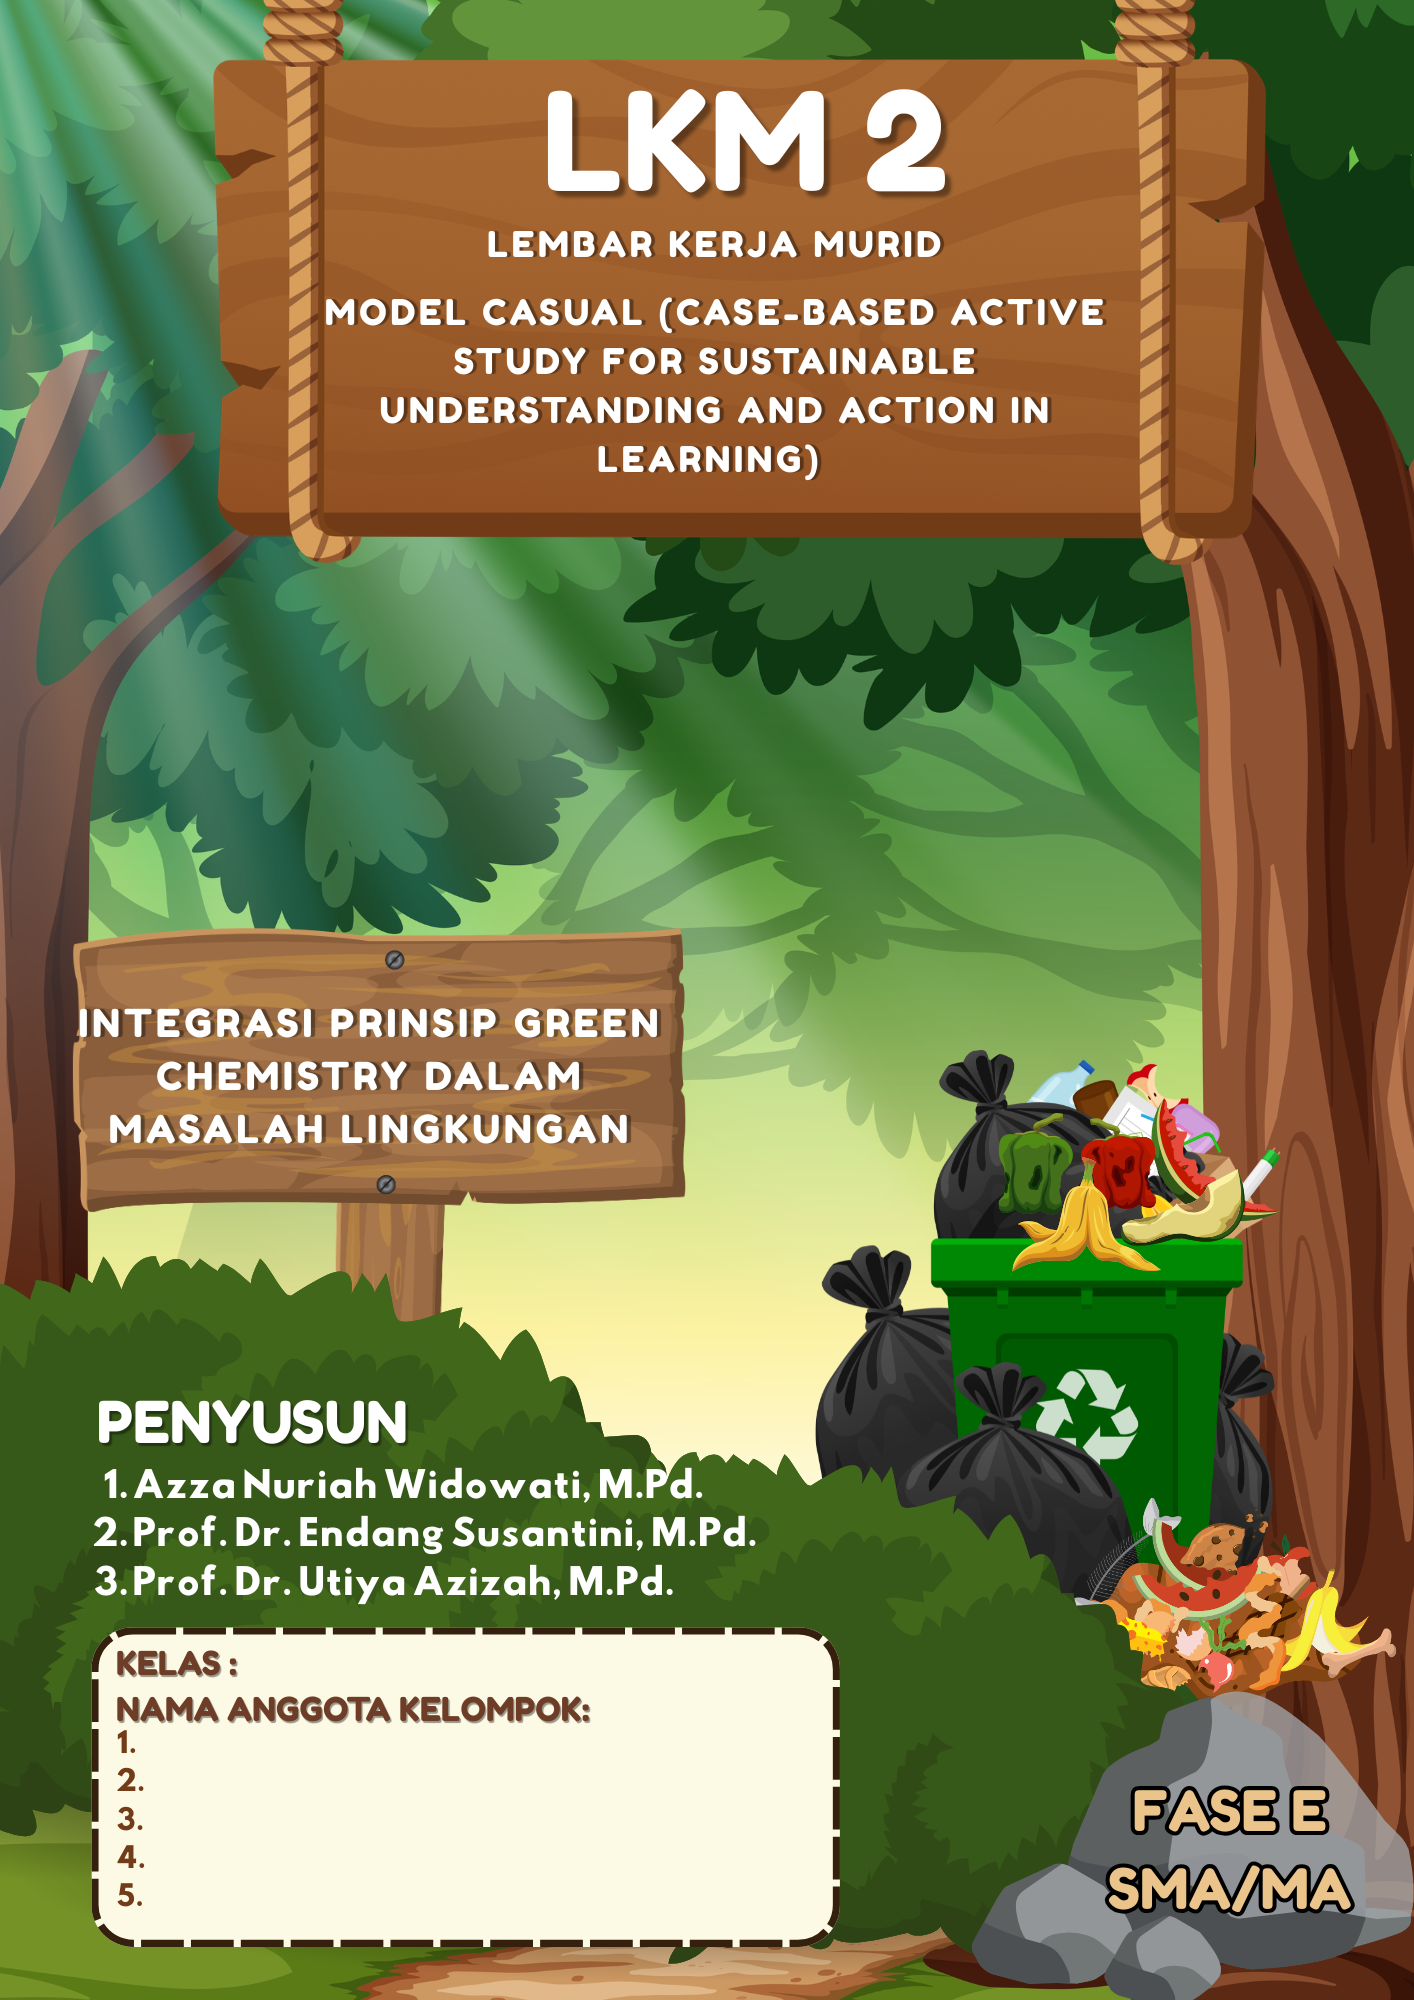 LKM 2
LEMBAR KERJA MURID
MODEL CASUAL (CASE-BASED ACTIVE
STUDY FOR SUSTAINABLE
UNDERSTANDING AND ACTION IN
LEARNING)
INTEGRASI PRINSIP GREEN
CHEMISTRY DALAM
MASALAH LINGKUNGAN
PENYUSUN
1. Azza Nuriah Widowati, M.Pd.
2. Prof. Dr. Endang Susantini, M.Pd.
3. Prof. Dr. Utiya Azizah, M.Pd.
KELAS :
NAMA ANGGOTA KELOMPOK:
1.
2.
3.
4.
5.
FASE E
SMA/MA